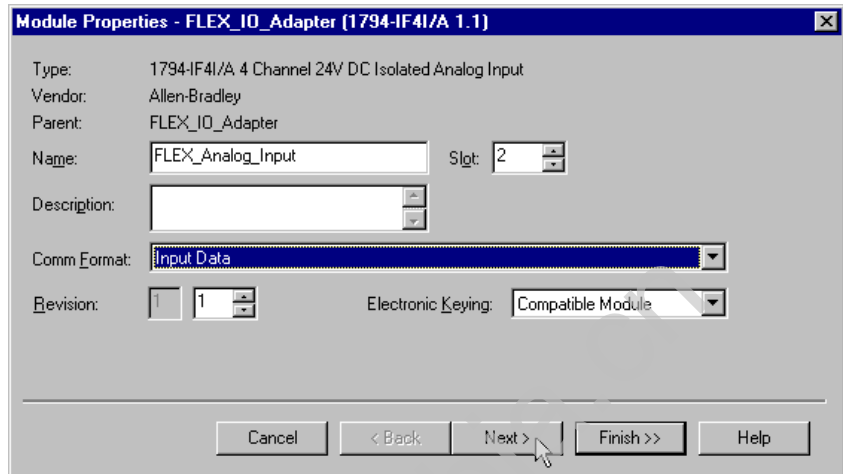 Module Properties - FLEX_IO_Adapter (1794-IF4I/A 1.1)
Type: 1794-IF4I/A 4 Channel 24V DC Isolated Analog Input
Vendor: Allen-Bradley
Parent: FLEX_IO_Adapter
Name: FLEX_Analog_Input Slot: 2
Description:
Comm Format: Input Data
Revision: 1 1 Electronic Keying: Compatible Module
Cancel < Back Next > Finish >> Help